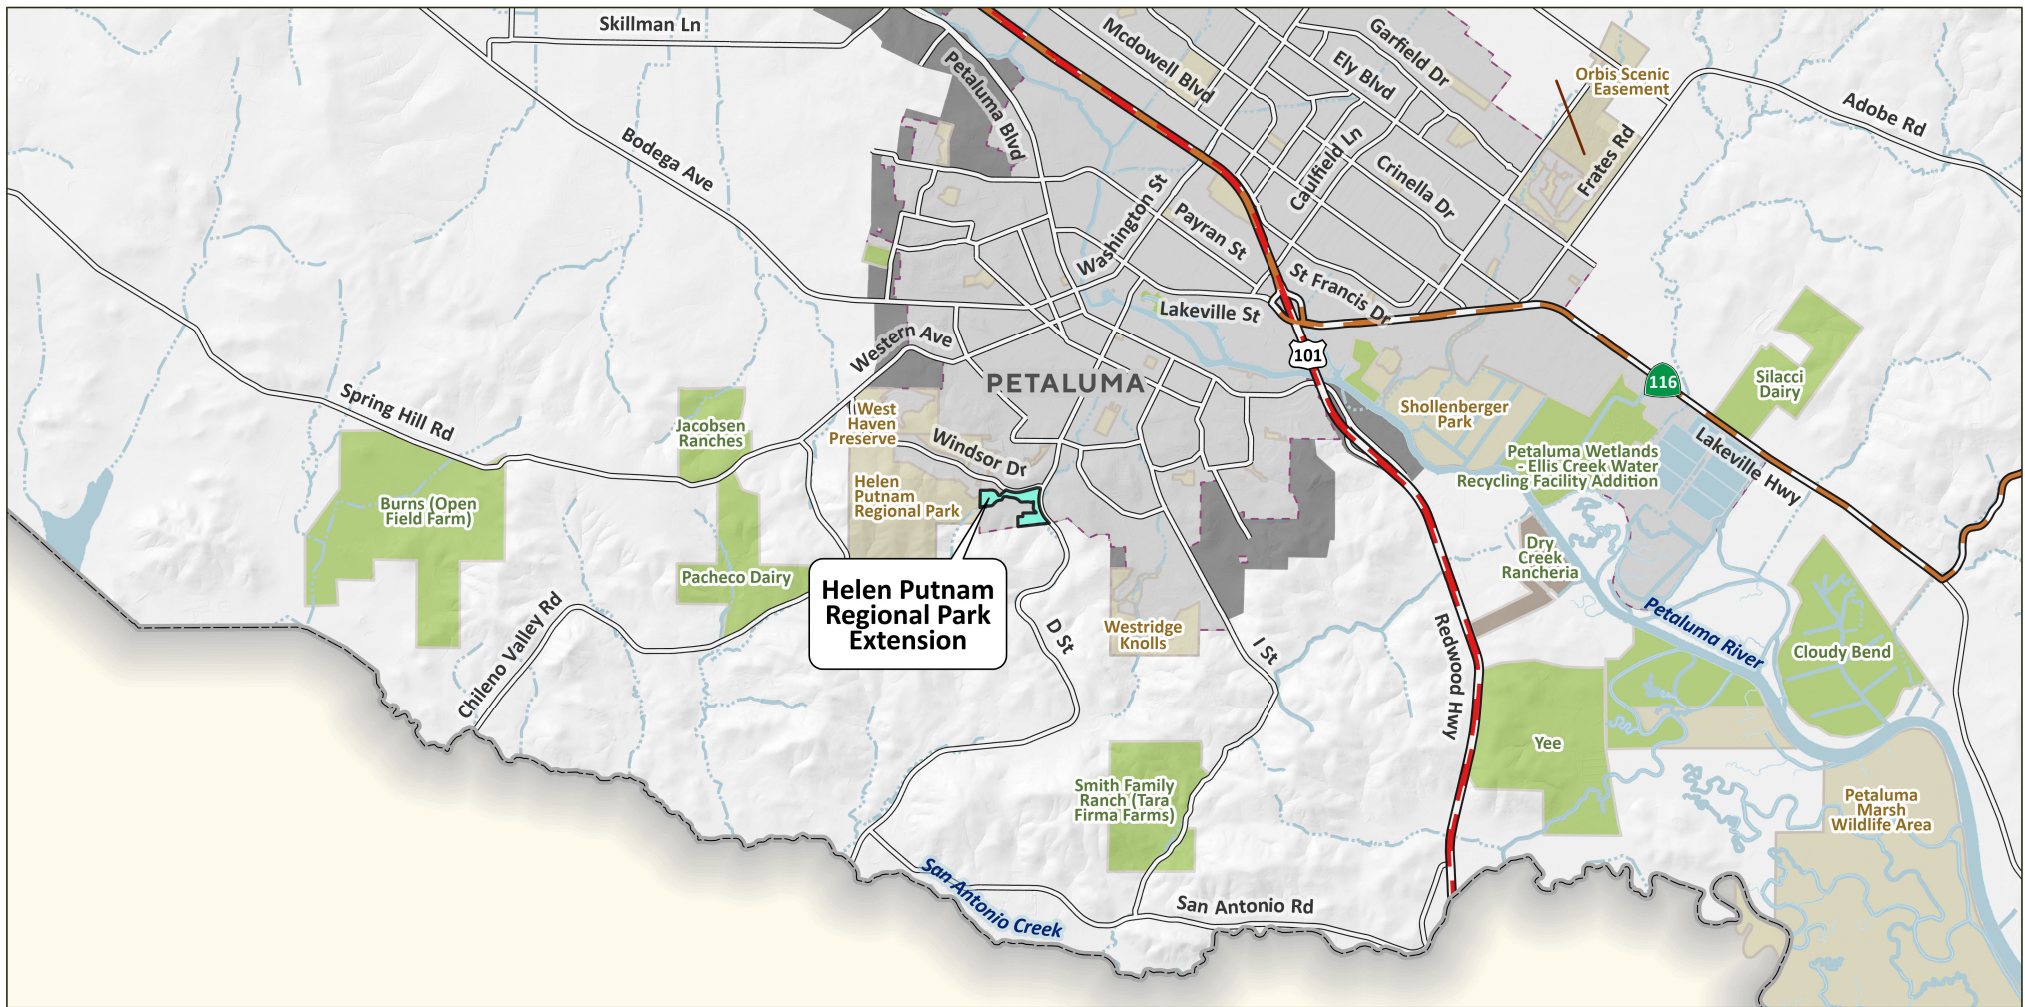 Skillman Ln
Mcdowell Blvd
Garfield Dr
Ely Blvd
Orbis Scenic
Easement
Adobe Rd
Petaluma Blvd
Bodega Ave
Caulfield Ln
Crinella Dr
Frates Rd
Washington St
Payran St
St Francis Dr
Lakeville St
Western Ave
101
PETALUMA
116
Silacci
Dairy
Spring Hill Rd
Jacobsen
Ranches
West
Haven
Preserve
Windsor Dr
Shollenberger
Park
Lakeville Hwy
Petaluma Wetlands
- Ellis Creek Water
Recycling Facility Addition
Burns (Open
Field Farm)
Helen
Putnam
Regional Park
Dry
Creek
Rancheria
Pacheco Dairy
Helen Putnam
Regional Park
Extension
Chileno Valley Rd
D St
Westridge
Knolls
I St
Redwood Hwy
Petaluma River
Cloudy Bend
Yee
Smith Family
Ranch (Tara
Firma Farms)
Petaluma
Marsh
Wildlife Area
San Antonio Creek
San Antonio Rd